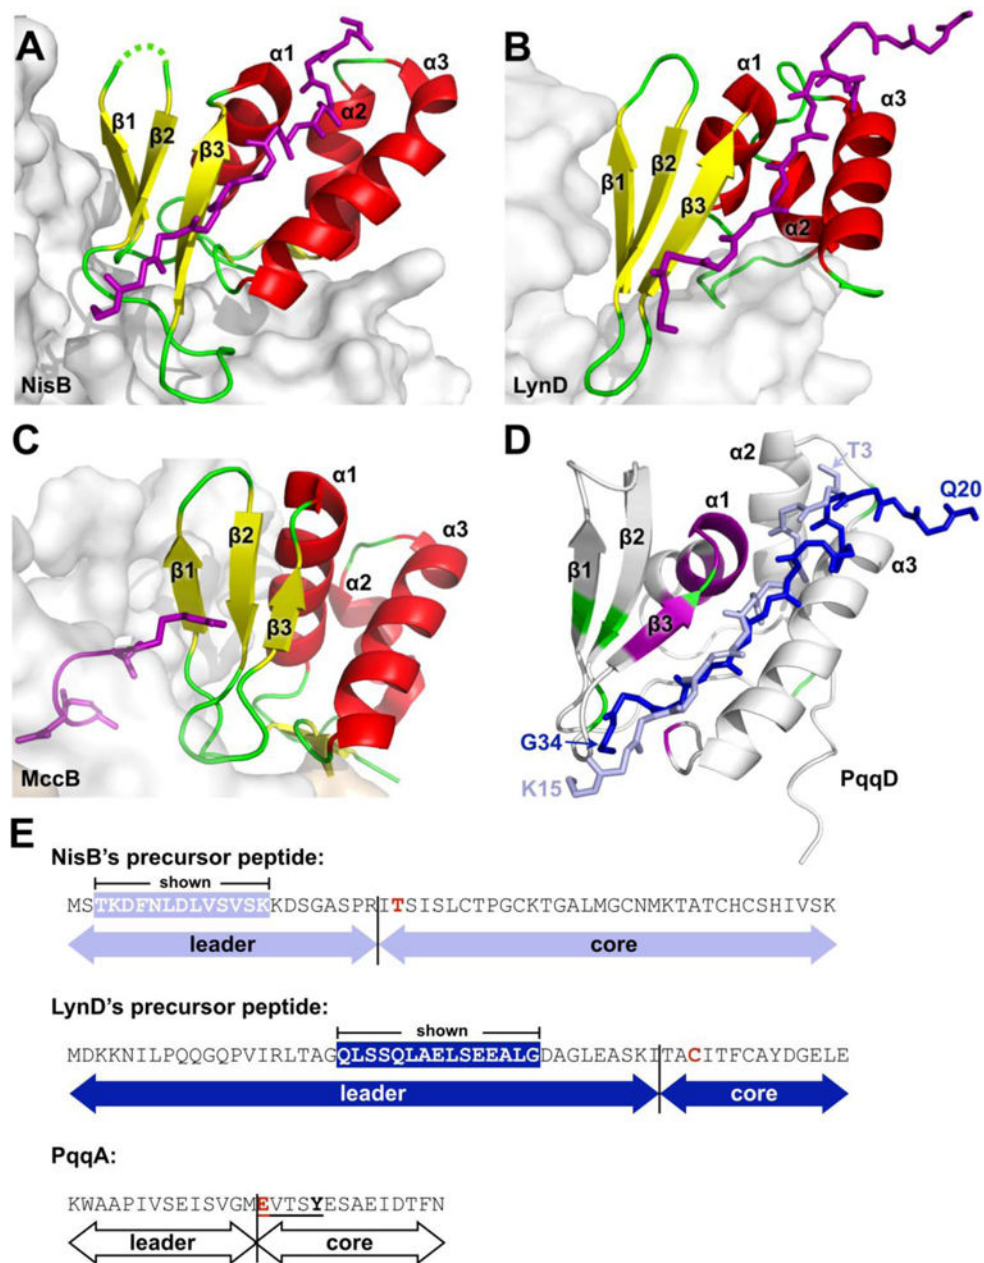 A
α1
α3
α2
β1
β2
β3
NisB
B
α1
α3
β2
β1
β3
α2
LynD
C
α1
β2
α3
β1
α2
β3
MccB
D
α2
T3
Q20
α1
β2
β1
α3
β3
G34
K15
PqqD
E
NisB's precursor peptide:
shown
MSTKDFNLDLVSVSKKDSGASPRITSISLCTPGCKTGALMGCNMKTATCHCSIHVSK
leader
core
LynD's precursor peptide:
shown
MDKKNILPQQGQPVIRLTAGQLSSQLAELSEEALGDAGLEASKITACITFCAYDGELE
leader
core
PqqA:
KWAAPIVSEISVGMEVTSYESAEIDTFN
leader
core